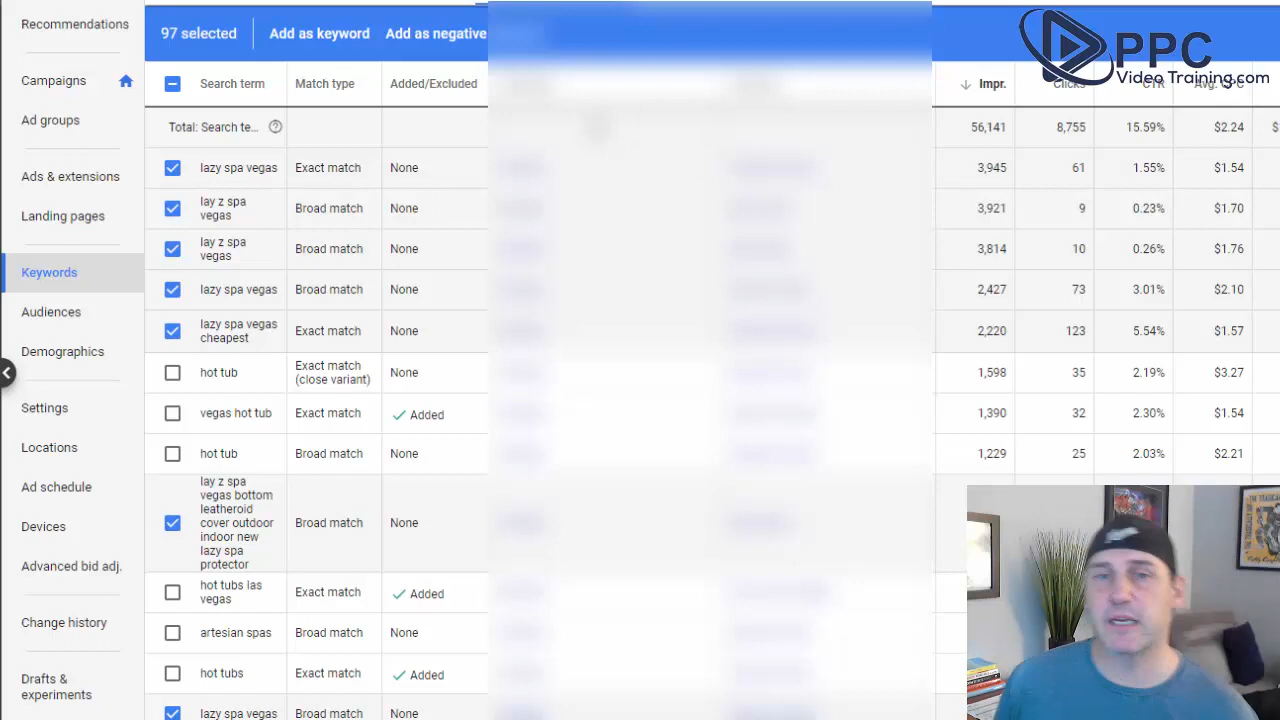 Recommendations
Campaigns
Ad groups
Ads & extensions
Landing pages
Keywords
Audiences
Demographics
Settings
Locations
Ad schedule
Devices
Advanced bid adj.
Change history
Drafts &
experiments
97 selected Add as keyword Add as negative
PPC
Video Training.com
Search term Match type Added/Excluded Impr. Clicks CTR Avg. CPC
Total: Search te... 56,141 8,755 15.59% $2.24
lazy spa vegas Exact match None 3,945 61 1.55% $1.54
lay z spa
vegas Broad match None 3,921 9 0.23% $1.70
lay z spa
vegas Broad match None 3,814 10 0.26% $1.76
lazy spa vegas Broad match None 2,427 73 3.01% $2.10
lazy spa vegas
cheapest Exact match None 2,220 123 5.54% $1.57
hot tub Exact match
(close variant) None 1,598 35 2.19% $3.27
vegas hot tub Exact match Added 1,390 32 2.30% $1.54
hot tub Broad match None 1,229 25 2.03% $2.21
lay z spa
vegas bottom
leatheroid
cover outdoor
indoor new
lazy spa
protector Broad match None
hot tubs las
vegas Exact match Added
artesian spas Broad match None
hot tubs Exact match Added
lazy spa vegas Broad match None